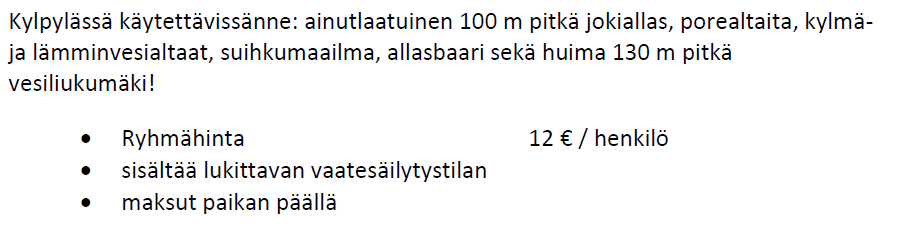 Kylpylässä käytettävissänne: ainutlaatuinen 100 m pitkä jokiallas, porealtaita, kylmä-
ja lämminvesialtaat, suihkumaailma, allasbaari sekä huima 130 m pitkä
vesiliukumäki!
• Ryhmähinta 12 € / henkilö
• sisältää lukittavan vaatesäilytystilan
• maksut paikan päällä